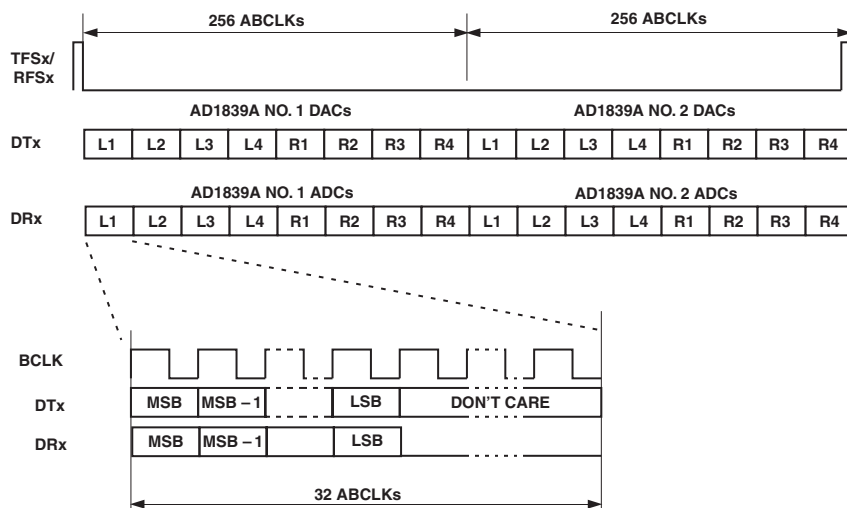 256 ABCLKs 256 ABCLKs
TFSx/
RFSx
AD1839A NO. 1 DACs AD1839A NO. 2 DACs
DTx L1 L2 L3 L4 R1 R2 R3 R4 L1 L2 L3 L4 R1 R2 R3 R4
AD1839A NO. 1 ADCs AD1839A NO. 2 ADCs
DRx L1 L2 L3 L4 R1 R2 R3 R4 L1 L2 L3 L4 R1 R2 R3 R4
BCLK
DTx MSB MSB – 1 LSB DON'T CARE
DRx MSB MSB – 1 LSB
32 ABCLKs